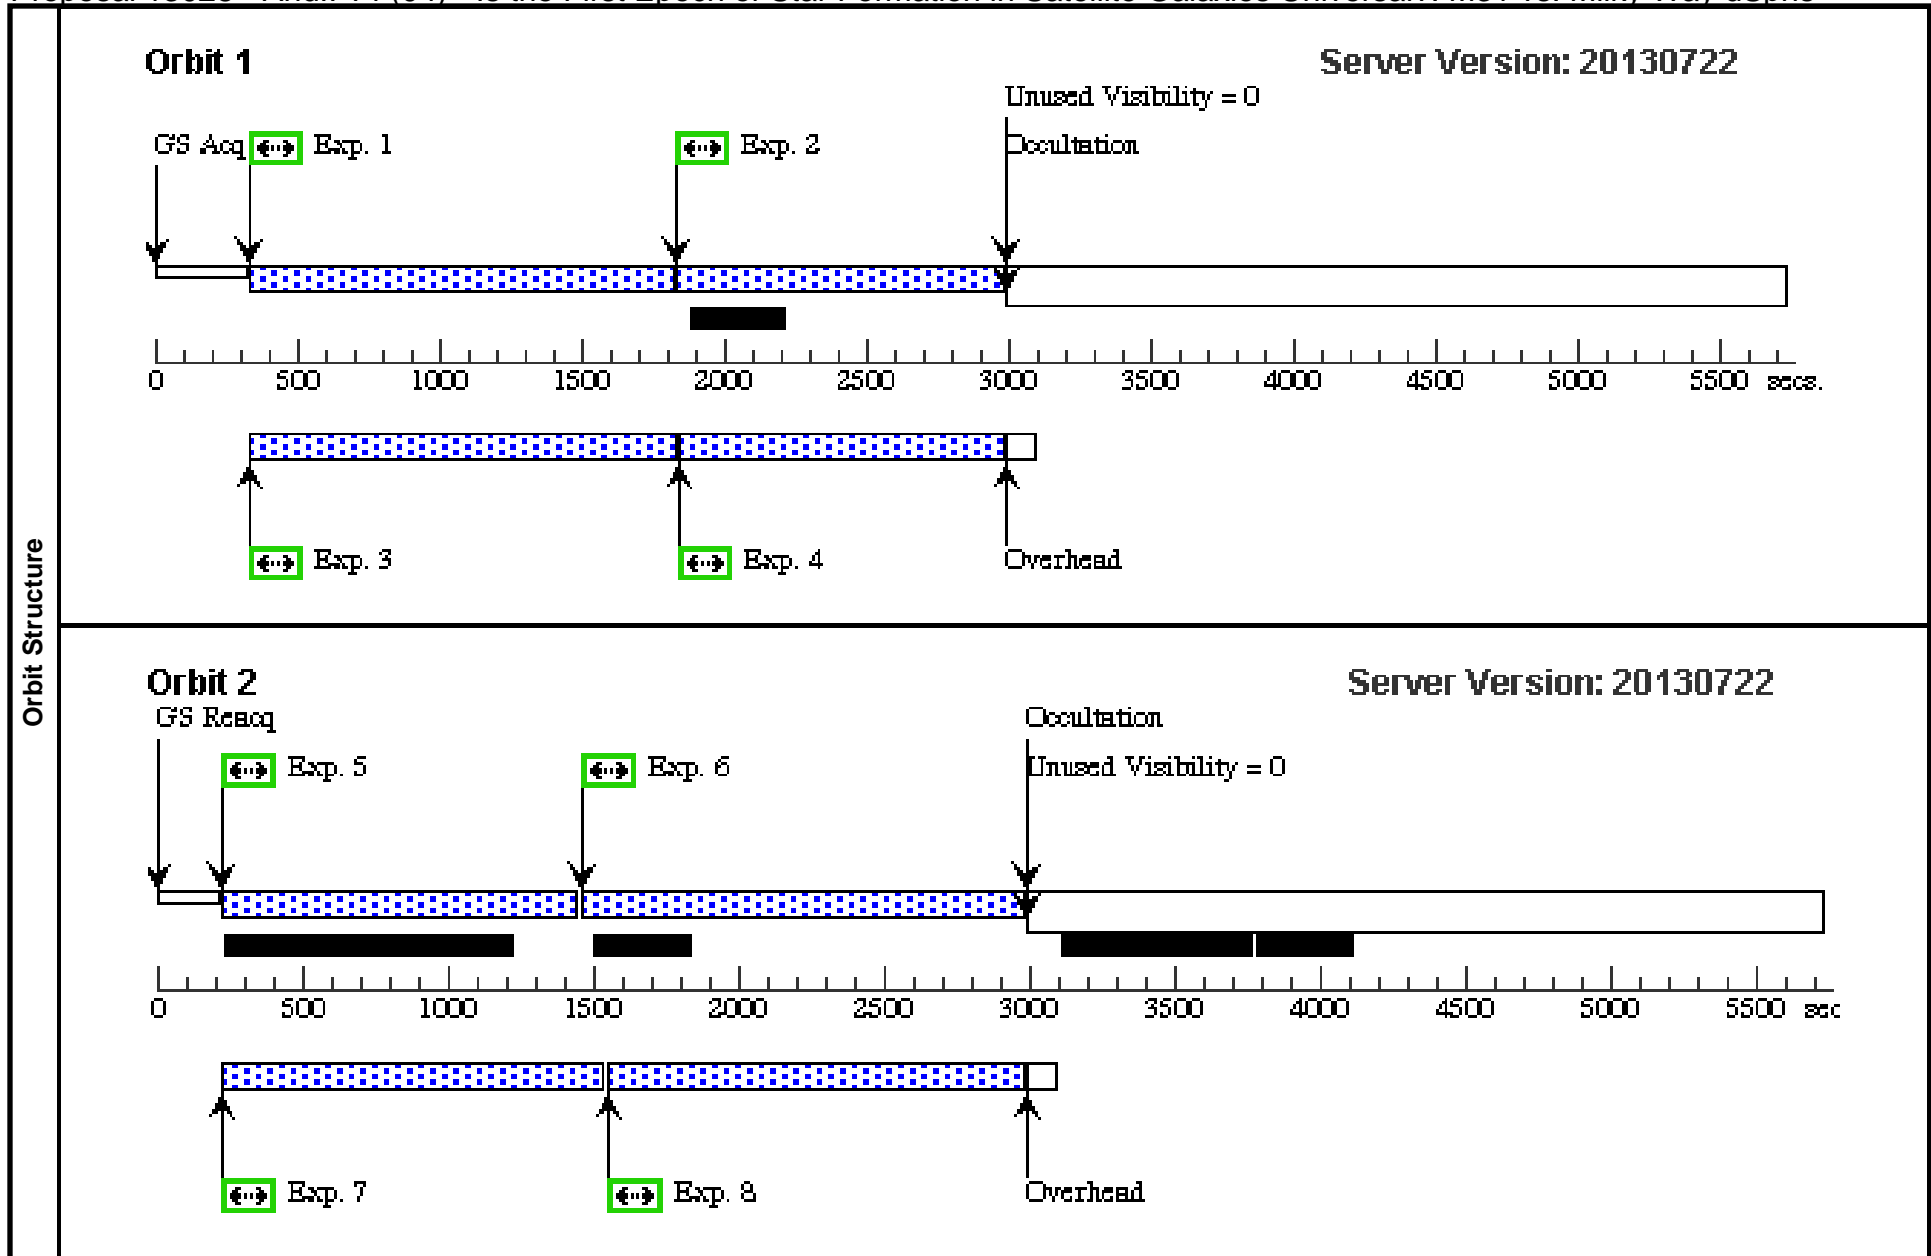 Orbit Structure
Orbit 1
Server Version: 20130722
Unused Visibility = 0
GS Acq Exp. 1 Exp. 2 Occultation
0 500 1000 1500 2000 2500 3000 3500 4000 4500 5000 5500 secs.
Exp. 3 Exp. 4 Overhead
Orbit 2
Server Version: 20130722
GS Reacq Occultation
Exp. 5 Exp. 6 Unused Visibility = 0
0 500 1000 1500 2000 2500 3000 3500 4000 4500 5000 5500 sec
Exp. 7 Exp. 8 Overhead